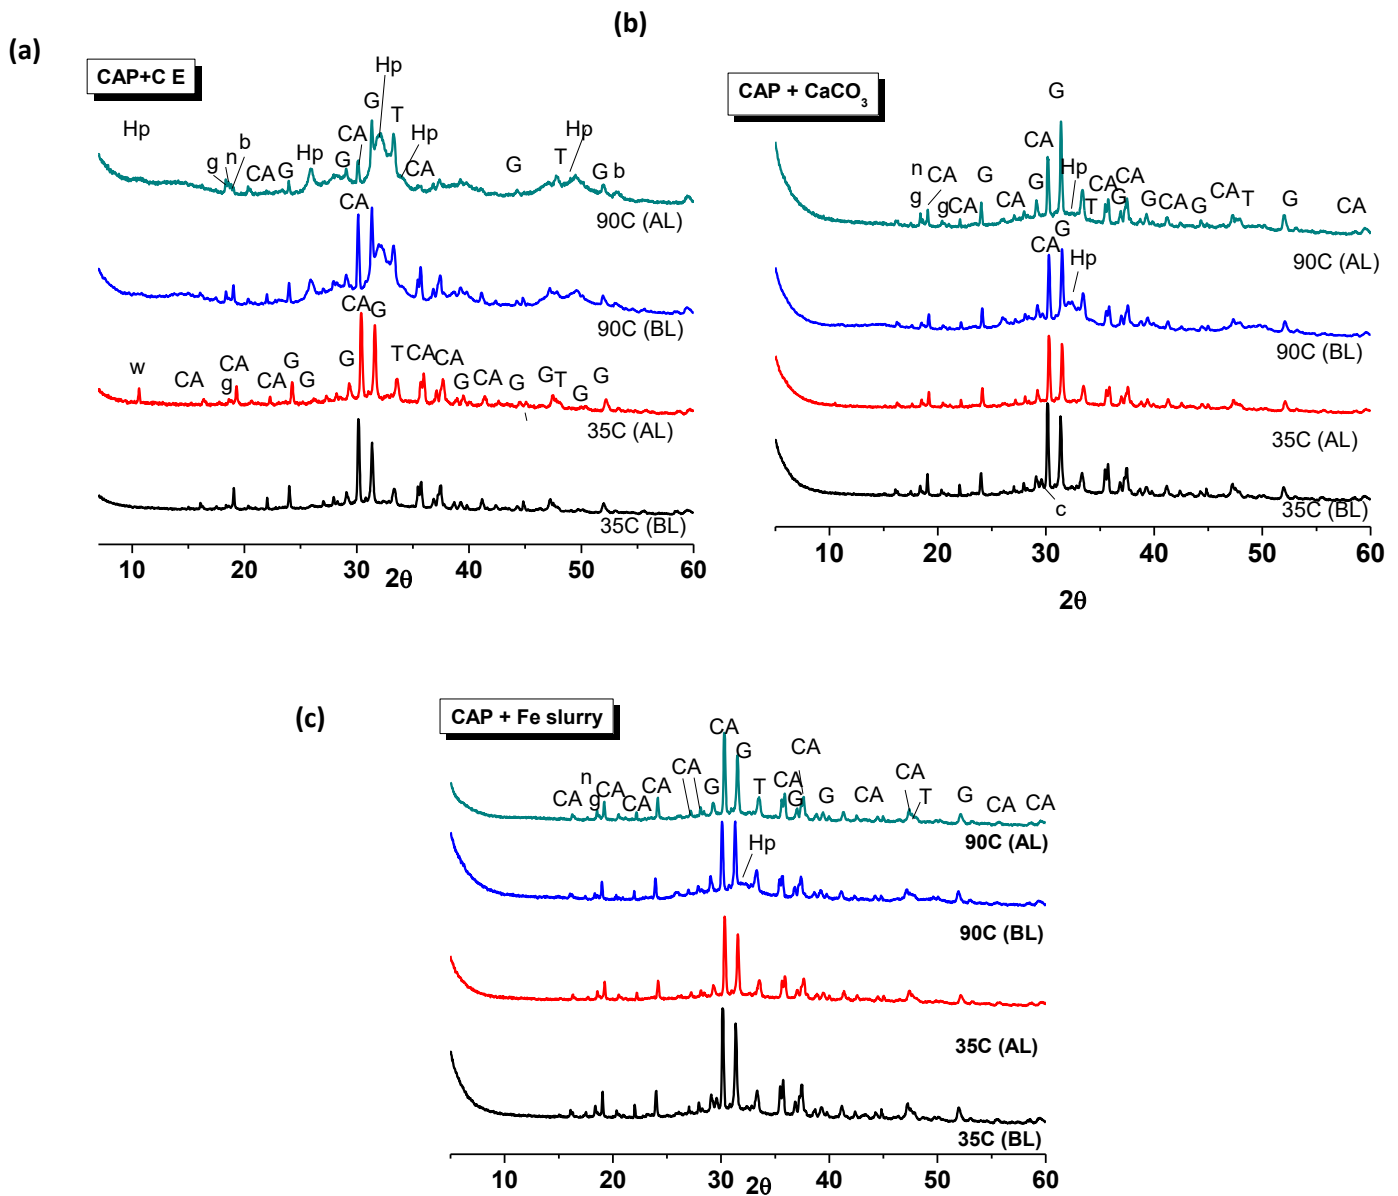 (a)
CAP+C E
Hp
Hp
G
T
Hp
Hp
g
n
b
CA
G
Hp
G
CA
CA
G
T
G
b
90C (AL)
CA
90C (BL)
CA
G
w
CA
CA
g
CA
G
G
G
T
CA
CA
G
CA
G
G
T
G
G
35C (AL)
35C (BL)
10
20
30
40
50
60
2θ
(b)
CAP + CaCO3
G
CA
Hp
n
CA
g
g
CA
G
CA
G
T
CA
G
CA
G
CA
G
CA
T
G
CA
90C (AL)
CA
G
Hp
90C (BL)
35C (AL)
c
35C (BL)
10
20
30
40
50
60
2θ
(c)
CAP + Fe slurry
CA
G
n
CA
g
CA
CA
CA
CA
G
T
CA
CA
G
G
CA
CA
T
G
CA
CA
90C (AL)
Hp
90C (BL)
35C (AL)
35C (BL)
10
20
30
40
50
60
2θ